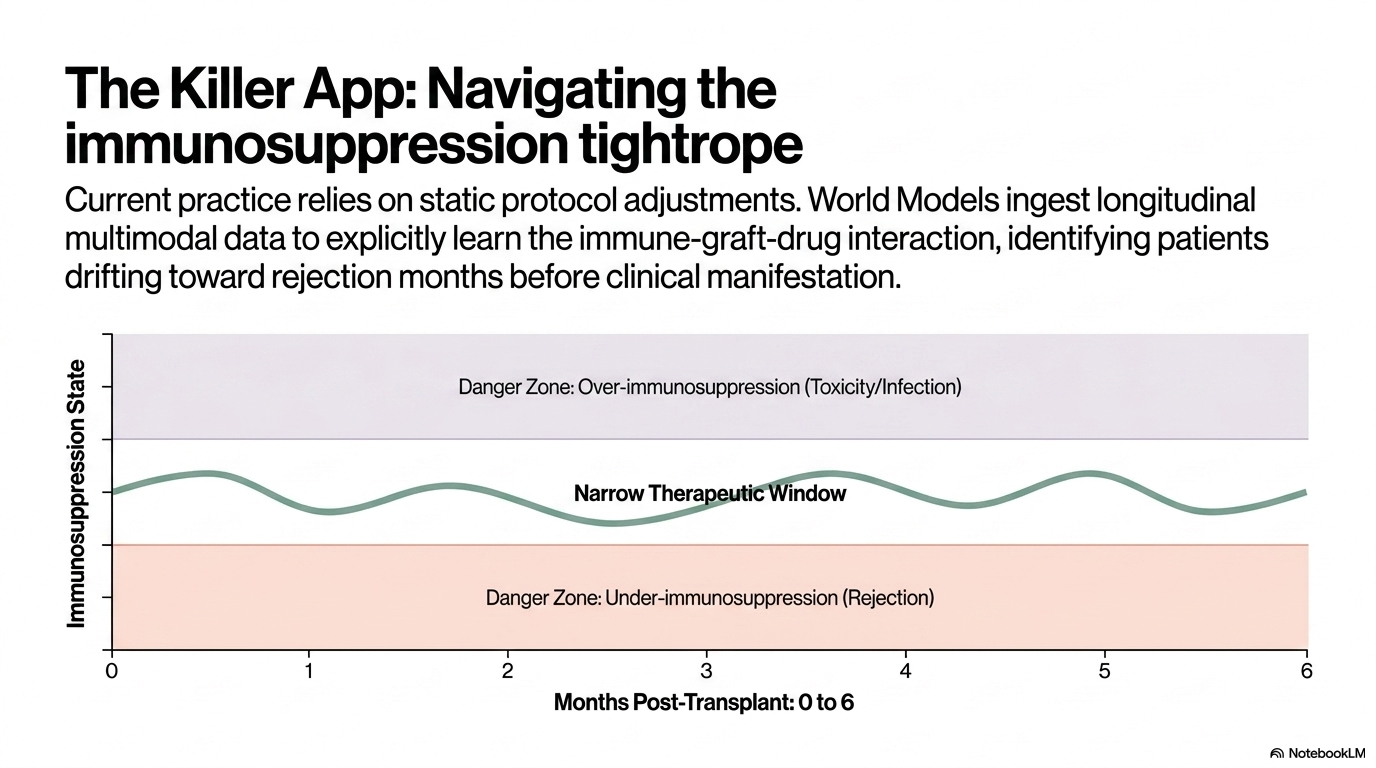 The Killer App: Navigating the
immunosuppression tightrope
Current practice relies on static protocol adjustments. World Models ingest longitudinal
multimodal data to explicitly learn the immune-graft-drug interaction, identifying patients
drifting toward rejection months before clinical manifestation.
Immunosuppression State
Danger Zone: Over-immunosuppression (Toxicity/Infection)
Narrow Therapeutic Window
Danger Zone: Under-immunosuppression (Rejection)
0 1 2 3 4 5 6
Months Post-Transplant: 0 to 6
NotebookLM